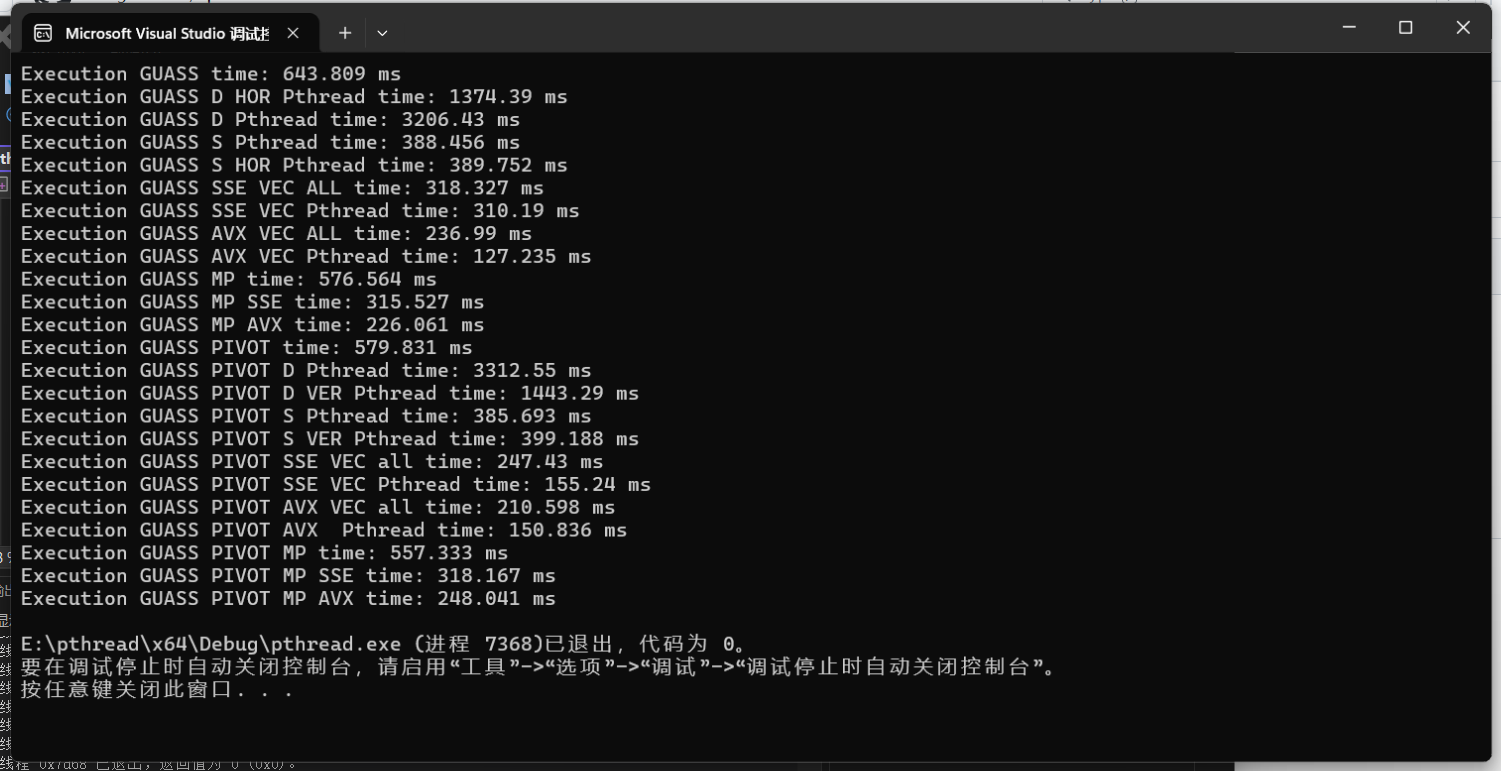 Microsoft Visual Studio 调试控
Execution GUASS time: 643.809 ms
Execution GUASS D HOR Pthread time: 1374.39 ms
Execution GUASS D Pthread time: 3206.43 ms
Execution GUASS S Pthread time: 388.456 ms
Execution GUASS S HOR Pthread time: 389.752 ms
Execution GUASS SSE VEC ALL time: 318.327 ms
Execution GUASS SSE VEC Pthread time: 310.19 ms
Execution GUASS AVX VEC ALL time: 236.99 ms
Execution GUASS AVX VEC Pthread time: 127.235 ms
Execution GUASS MP time: 576.564 ms
Execution GUASS MP SSE time: 315.527 ms
Execution GUASS MP AVX time: 226.061 ms
Execution GUASS PIVOT time: 579.831 ms
Execution GUASS PIVOT D Pthread time: 3312.55 ms
Execution GUASS PIVOT D VER Pthread time: 1443.29 ms
Execution GUASS PIVOT S Pthread time: 385.693 ms
Execution GUASS PIVOT S VER Pthread time: 399.188 ms
Execution GUASS PIVOT SSE VEC all time: 247.43 ms
Execution GUASS PIVOT SSE VEC Pthread time: 155.24 ms
Execution GUASS PIVOT AVX VEC all time: 210.598 ms
Execution GUASS PIVOT AVX  Pthread time: 150.836 ms
Execution GUASS PIVOT MP time: 557.333 ms
Execution GUASS PIVOT MP SSE time: 318.167 ms
Execution GUASS PIVOT MP AVX time: 248.041 ms
E:\pthread\x64\Debug\pthread.exe (进程 7368)已退出，代码为 0。
要在调试停止时自动关闭控制台，请启用“工具”->“选项”->“调试”->“调试停止时自动关闭控制台”。
按任意键关闭此窗口. . .